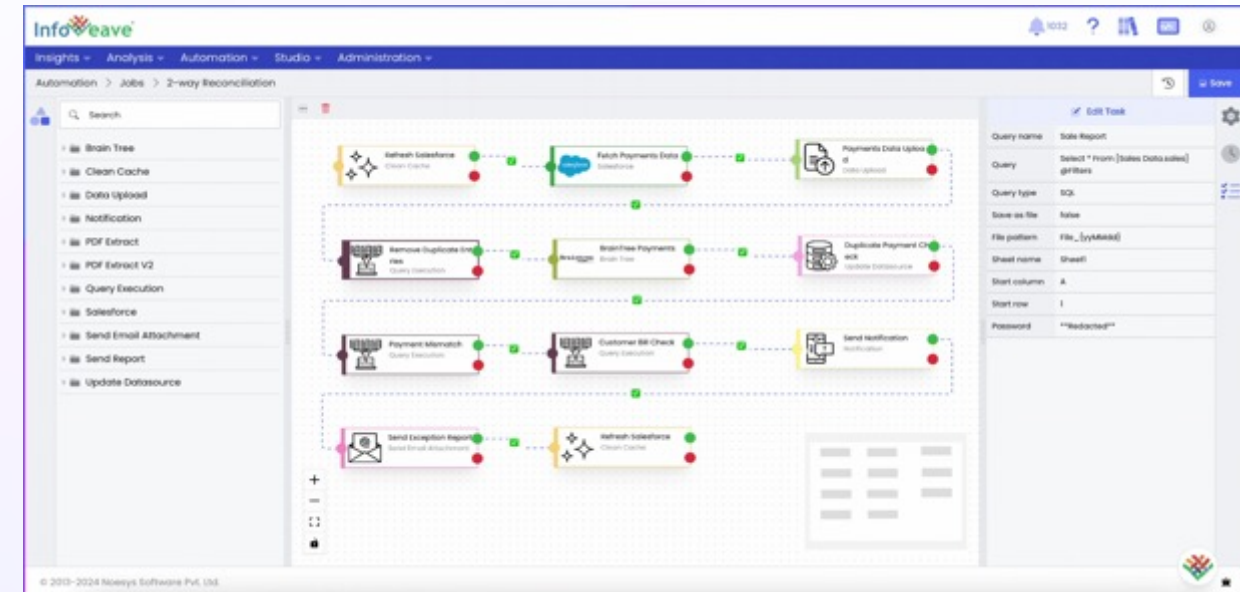 InfoVeave
1032
Insights
Analysis
Automation
Studio
Administration
Automation > Jobs > 2-way Reconciliation
Save
Search
Brain Tree
Clean Cache
Data Upload
Notification
PDF Extract
PDF Extract V2
Query Execution
Salesforce
Send Email Attachment
Send Report
Update Datasource
Refresh Salesforce
Clean Cache
Fetch Payments Data
Salesforce
Payments Data Uploa
d
Data Upload
Remove Duplicate Ent
ries
Query Execution
BrainTree Payments
Brain Tree
Duplicate Payment Ch
eck
Update Datasource
Payment Mismatch
Query Execution
Customer Bill Check
Query Execution
Send Notification
Notification
Send Exception Report
Send Email Attachment
Refresh Salesforce
Clean Cache
Edit Task
Query name Sale Report
Query Select * From [Sales Data.sales]
@Filters
Query type SQL
Save as file false
File pattern File_{yyMMdd}
Sheet name Sheet1
Start column A
Start row 1
Password **Redacted**
© 2013-2024 Noesys Software Pvt. Ltd.